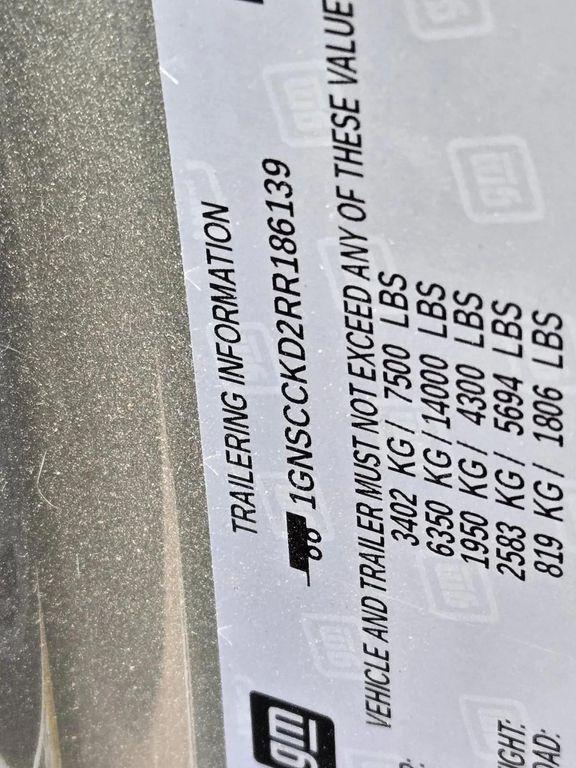 gm
TRAILERING INFORMATION
1GNSCCKD2RR186139
VEHICLE AND TRAILER MUST NOT EXCEED ANY OF THESE VALUE
3402 KG / 7500 LBS
6350 KG / 14000 LBS
1950 KG / 4300 LBS
IGHT: 2583 KG / 5694 LBS
OAD: 819 KG / 1806 LBS